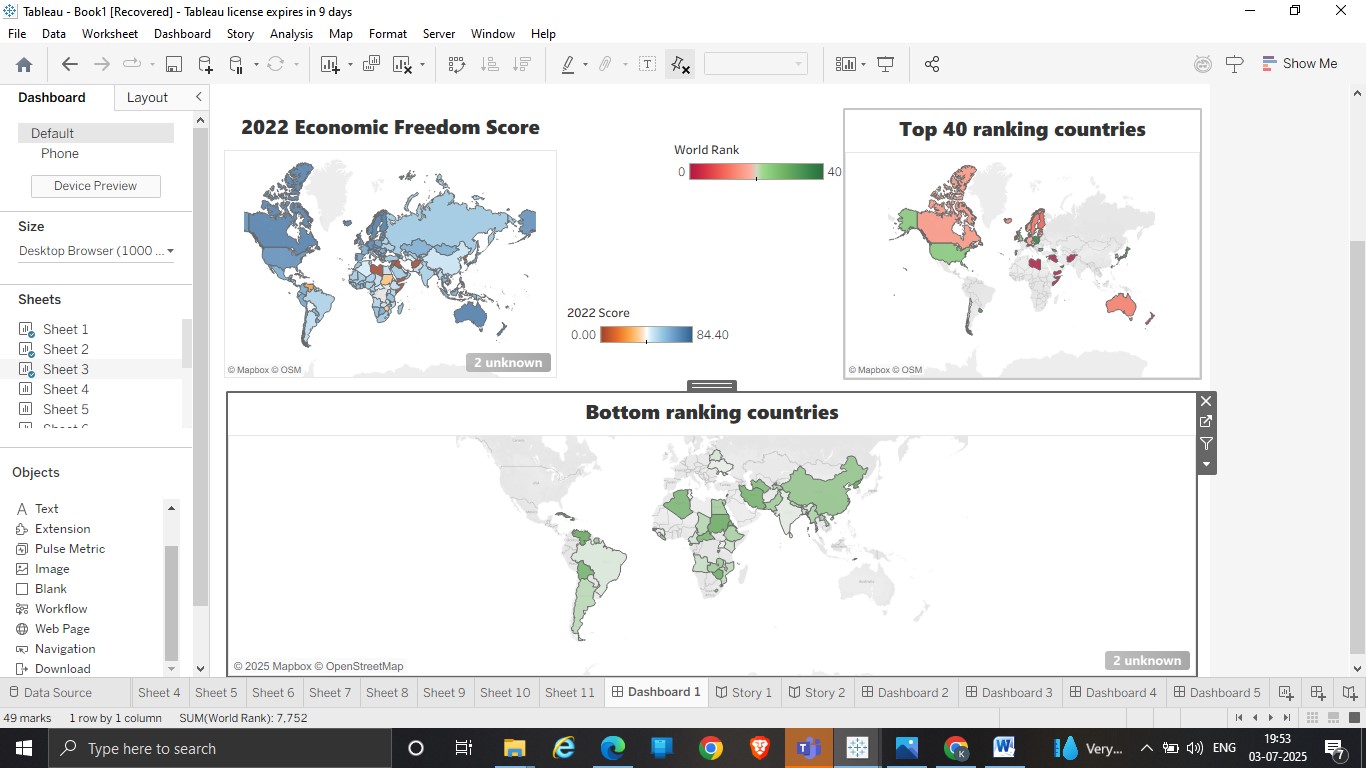 Tableau - Book1 [Recovered] - Tableau license expires in 9 days
File Data Worksheet Dashboard Story Analysis Map Format Server Window Help
Show Me
Dashboard Layout
Default
Phone
Device Preview
Size
Desktop Browser (1000 ...
Sheets
Sheet 1
Sheet 2
Sheet 3
Sheet 4
Sheet 5
Objects
Text
Extension
Pulse Metric
Image
Blank
Workflow
Web Page
Navigation
Download
2022 Economic Freedom Score
© Mapbox © OSM
2 unknown
World Rank
0 40
2022 Score
0.00 84.40
Top 40 ranking countries
© Mapbox © OSM
Bottom ranking countries
© 2025 Mapbox © OpenStreetMap
2 unknown
Data Source Sheet 4 Sheet 5 Sheet 6 Sheet 7 Sheet 8 Sheet 9 Sheet 10 Sheet 11 Dashboard 1 Story 1 Story 2 Dashboard 2 Dashboard 3 Dashboard 4 Dashboard 5
49 marks 1 row by 1 column SUM(World Rank): 7,752
Type here to search
Very...
ENG
19:53
03-07-2025
7